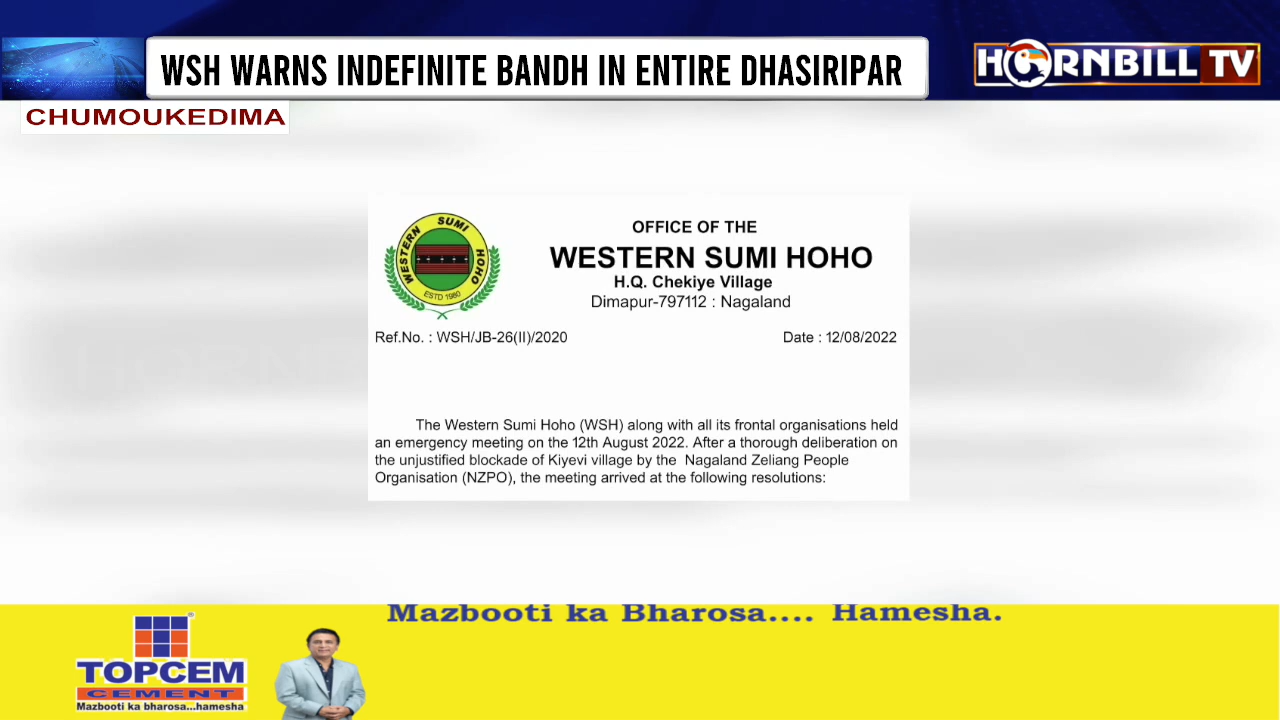 WSH WARNS INDEFINITE BANDH IN ENTIRE DHASIRIPAR
HORNBILL TV
CHUMOUKEDIMA
WESTERN SUMI HOHO
ESTD 1980
OFFICE OF THE
WESTERN SUMI HOHO
H.Q. Chekiye Village
Dimapur-797112 : Nagaland
Ref.No. : WSH/JB-26(II)/2020
Date : 12/08/2022
The Western Sumi Hoho (WSH) along with all its frontal organisations held
an emergency meeting on the 12th August 2022. After a thorough deliberation on
the unjustified blockade of Kiyevi village by the Nagaland Zeliang People
Organisation (NZPO), the meeting arrived at the following resolutions:
Mazbooti ka Bharosa.... Hamesha.
TOPCEM
CEMENT
Mazbooti ka bharosa...hamesha